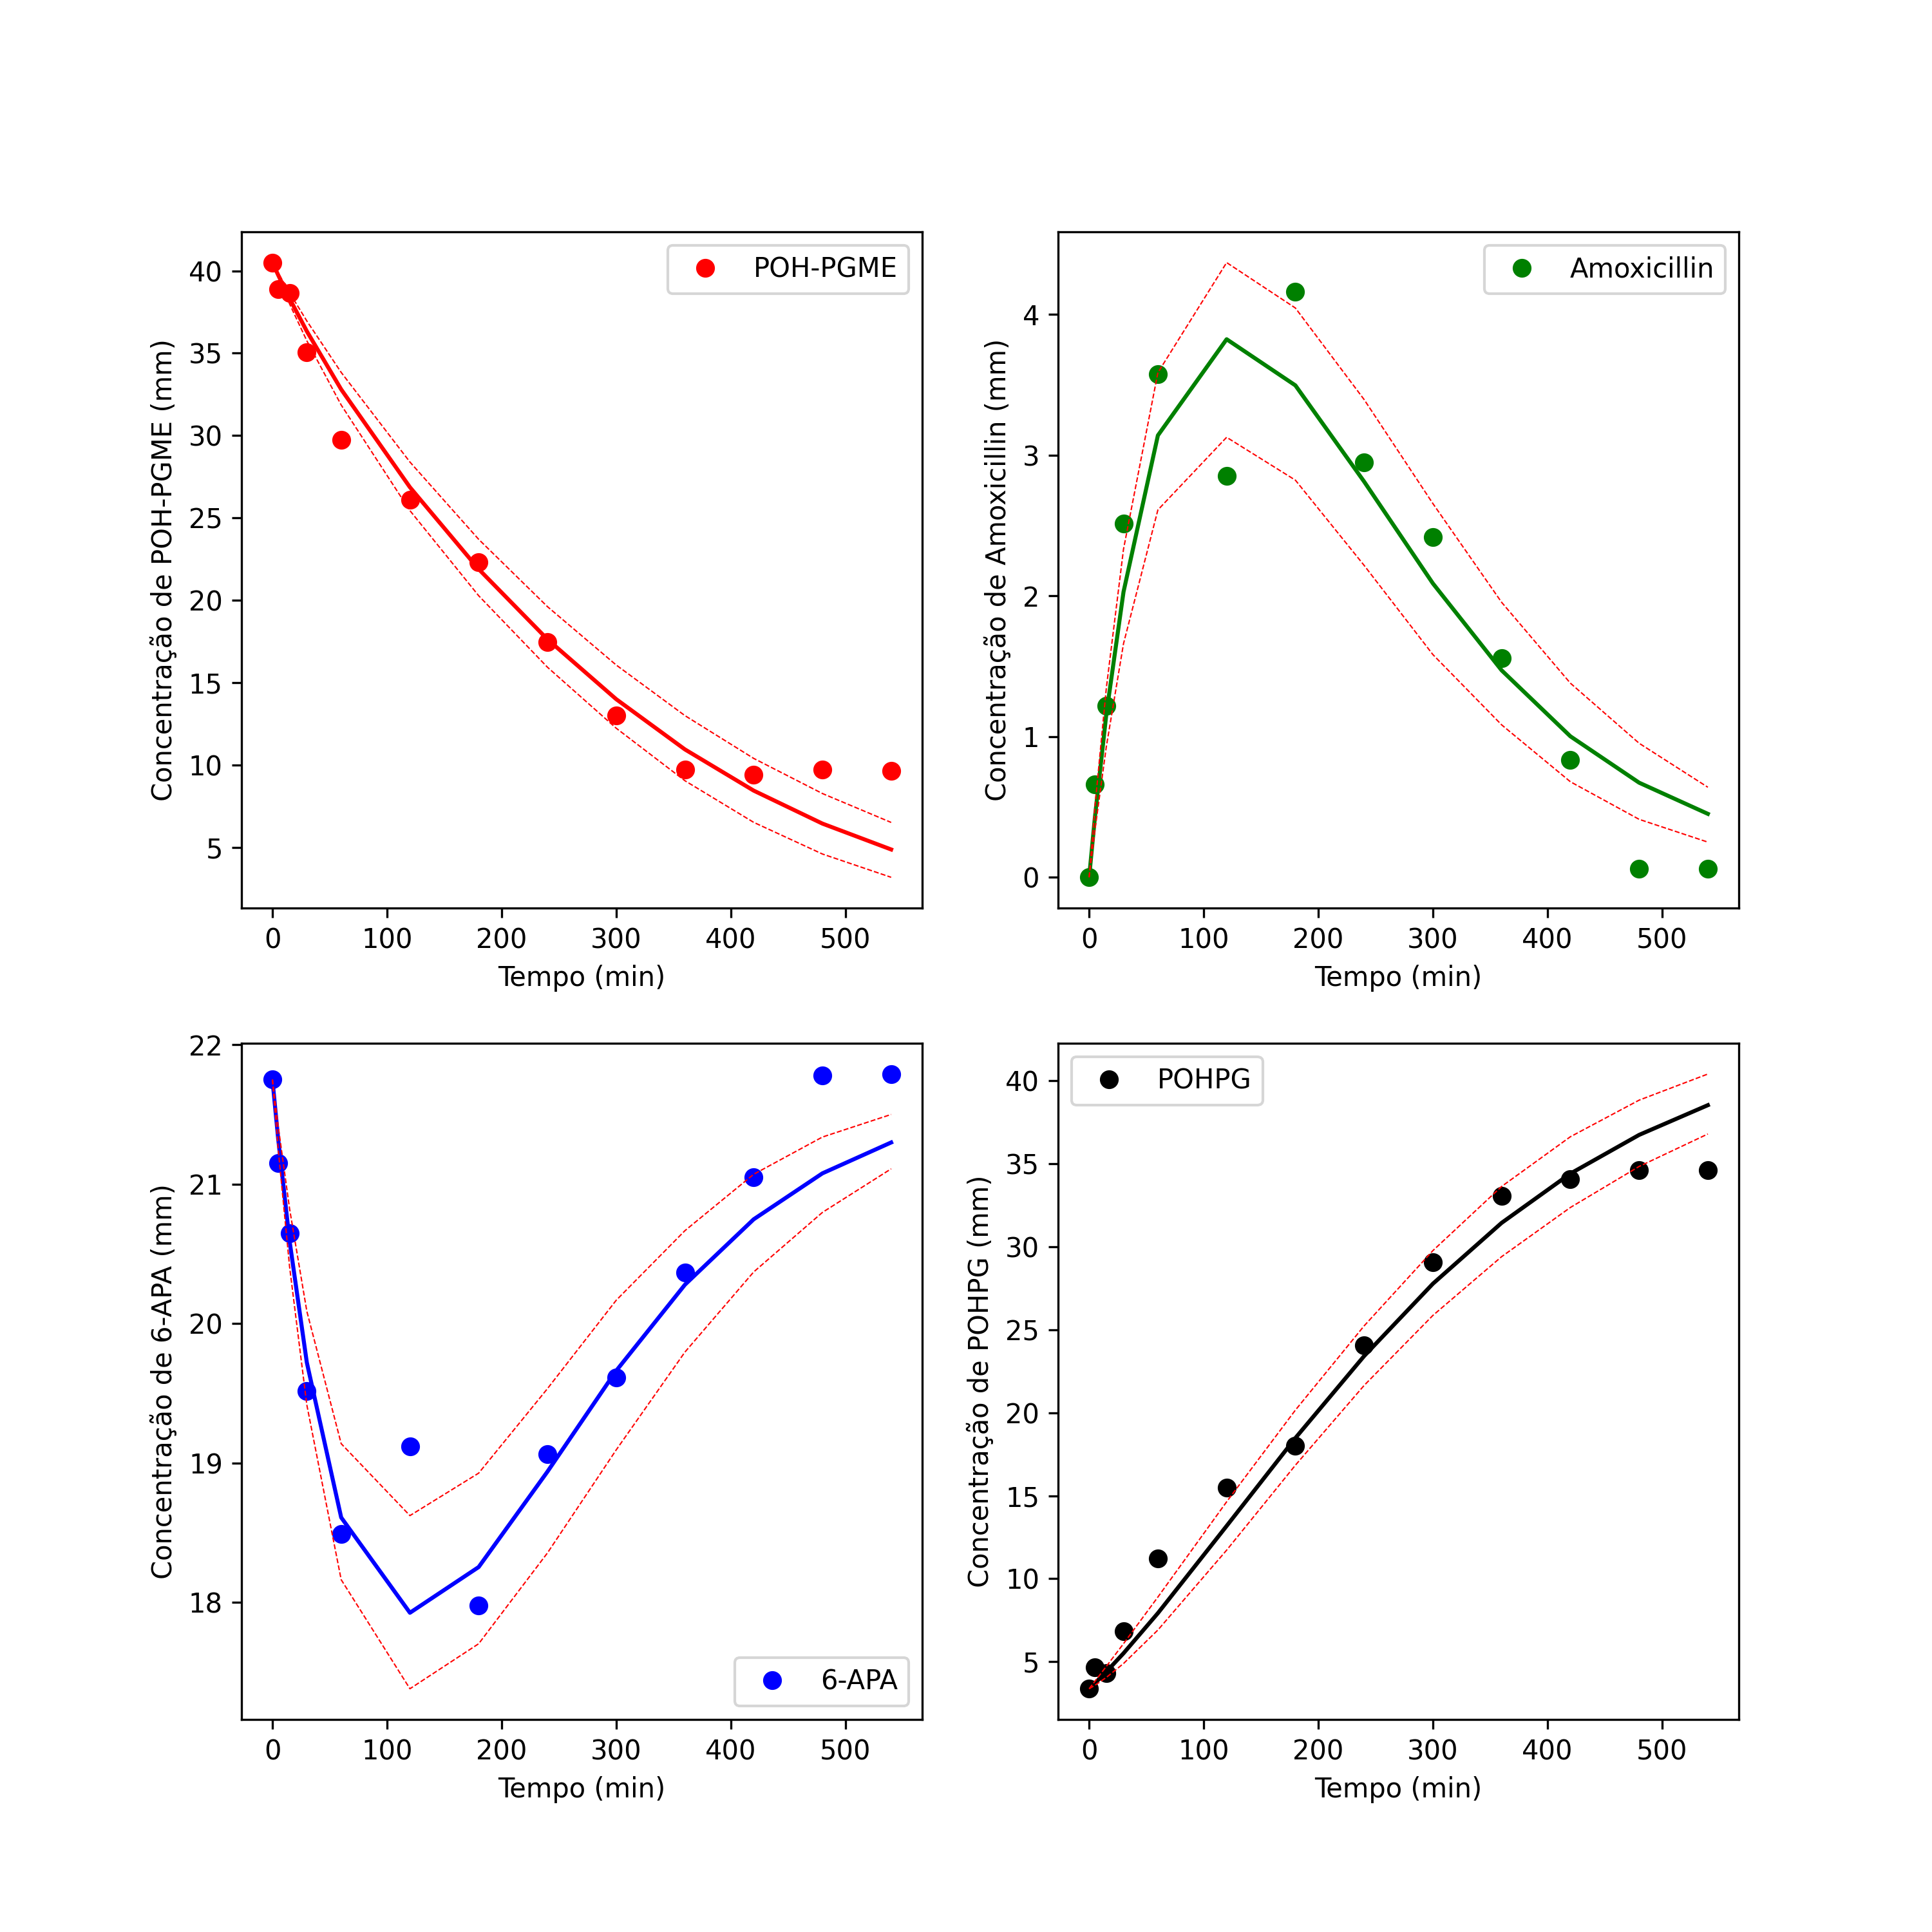 POH-PGME
Concentração de POH-PGME (mm)
40
35
30
25
20
15
10
5
0 100 200 300 400 500
Tempo (min)
Amoxicillin
Concentração de Amoxicillin (mm)
4
3
2
1
0
0 100 200 300 400 500
Tempo (min)
6-APA
Concentração de 6-APA (mm)
22
21
20
19
18
0 100 200 300 400 500
Tempo (min)
POHPG
Concentração de POHPG (mm)
40
35
30
25
20
15
10
5
0 100 200 300 400 500
Tempo (min)